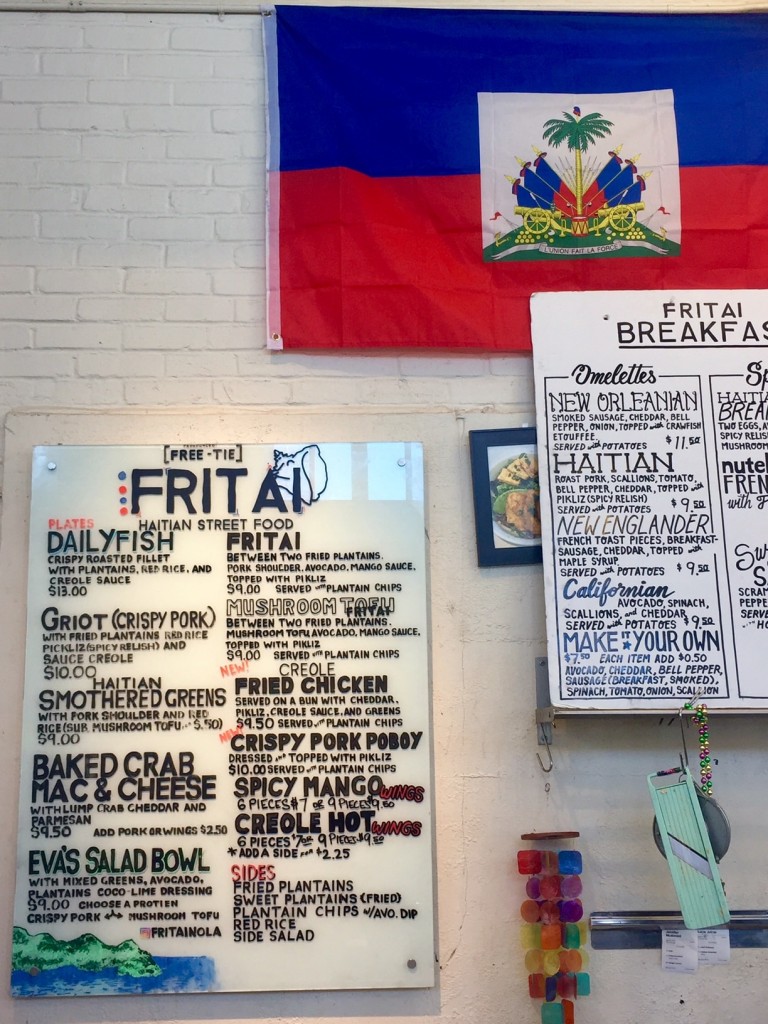 L'UNION FAIT LA FORCE
FRITAI
BREAKFAS
Omelettes
NEW ORLEANIAN
SMOKED SAUSAGE, CHEDDAR, BELL
PEPPER, ONION, TOPPED with CRAWFISH
ETOUFFEE.
SERVED with POTATOES $11.50
HAITIAN
ROAST PORK, SCALLIONS, TOMATO,
BELL PEPPER, CHEDDAR, TOPPED with
PIKLIZ (SPICY RELISH)
SERVED with POTATOES $9.50
NEW ENGLANDER
FRENCH TOAST PIECES, BREAKFAST-
SAUSAGE, CHEDDAR, TOPPED with
MAPLE SYRUP.
SERVED with POTATOES $9.50
Californian
AVOCADO, SPINACH,
SCALLIONS, and CHEDDAR
SERVED with POTATOES $9.50
MAKE IT YOUR OWN
$7.50 EACH ITEM ADD $0.50
AVOCADO, CHEDDAR, BELL PEPPER,
SAUSAGE (BREAKFAST, SMOKED),
SPINACH, TOMATO, ONION, SCALLION
Sp
HAITIA
BREA
TWO EGGS, A
SPICY RELIS
MUSHROOM
nutel
FREN
with
S
SCRAM
PEPPE
SERVE
[FREE-TIE]
FRITAI
HAITIAN STREET FOOD
PLATES
DAILYFISH
CRISPY ROASTED FILLET
WITH PLANTAINS, RED RICE, AND
CREOLE SAUCE
$13.00
GRIOT (CRISPY PORK)
WITH FRIED PLANTAINS RED RICE
PICKLIZ (SPICY RELISH) AND
SAUCE CREOLE
$10.00
HAITIAN
SMOTHERED GREENS
WITH PORK SHOULDER AND RED
RICE (SUB MUSHROOM TOFU $.50)
$9.00
BAKED CRAB
MAC & CHEESE
WITH LUMP CRAB CHEDDAR AND
PARMESAN
$9.50 ADD PORK OR WINGS $2.50
EVA'S SALAD BOWL
WITH MIXED GREENS, AVOCADO,
PLANTAINS COCO-LIME DRESSING
$9.00 CHOOSE A PROTIEN
CRISPY PORK MUSHROOM TOFU
FRITAINOLA
FRITAI
BETWEEN TWO FRIED PLANTAINS.
PORK SHOULDER, AVOCADO, MANGO SAUCE.
TOPPED WITH PIKLIZ
$9.00 SERVED WITH PLANTAIN CHIPS
MUSHROOM TOFU
FRITAI
BETWEEN TWO FRIED PLANTAINS.
MUSHROOM TOFU, AVOCADO, MANGO SAUCE,
TOPPED WITH PIKLIZ
$9.00 SERVED WITH PLANTAIN CHIPS
NEW! CREOLE
FRIED CHICKEN
SERVED ON A BUN WITH CHEDDAR,
PIKLIZ, CREOLE SAUCE, AND GREENS
$9.50 SERVED WITH PLANTAIN CHIPS
NEW!
CRISPY PORK POBOY
DRESSED AND TOPPED WITH PIKLIZ
$10.00 SERVED WITH PLANTAIN CHIPS
SPICY MANGO WINGS
6 PIECES $7 OR 9 PIECES $9.50
CREOLE HOT WINGS
6 PIECES $7 OR 9 PIECES $9.50
* ADD A SIDE FOR $2.25
SIDES
FRIED PLANTAINS
SWEET PLANTAINS (FRIED)
PLANTAIN CHIPS W/AVO. DIP
RED RICE
SIDE SALAD